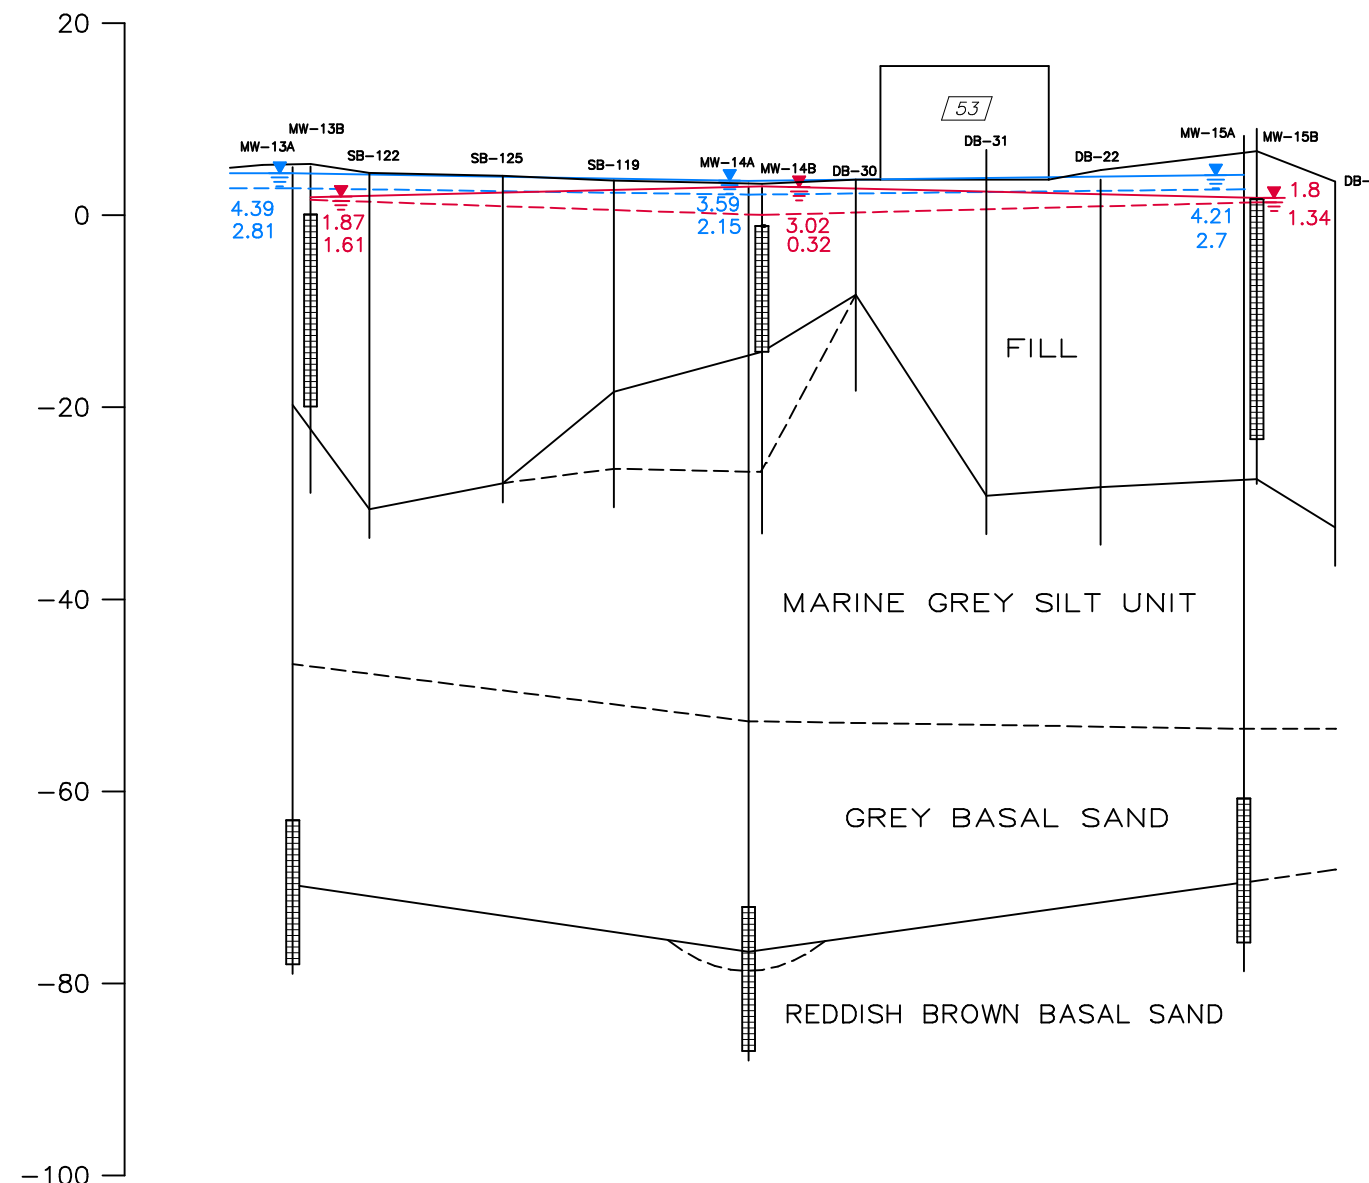 20
53
MW-13B
MW-13A
SB-122
SB-125
SB-119
MW-14A
MW-14B
DB-30
DB-31
DB-22
MW-15A
MW-15B
DB-
0
4.39
2.81
1.87
1.61
3.59
2.15
3.02
0.32
4.21
2.7
1.8
1.34
FILL
-20
-40
MARINE GREY SILT UNIT
-60
GREY BASAL SAND
-80
REDDISH BROWN BASAL SAND
-100